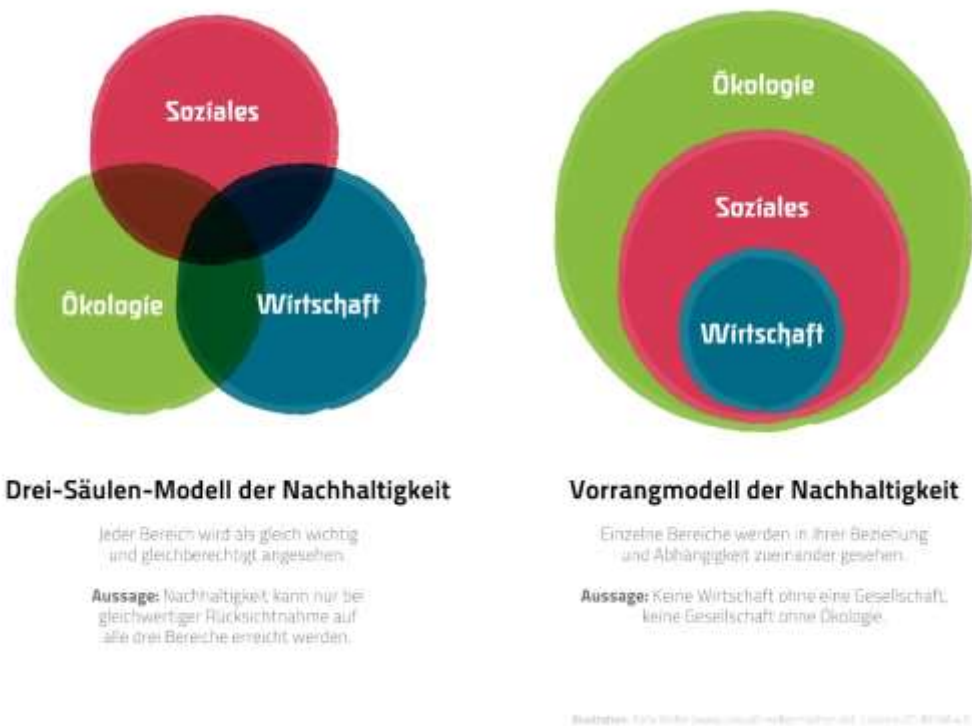 Soziales
Ökologie
Wirtschaft
Drei-Säulen-Modell der Nachhaltigkeit
Jeder Bereich wird als gleich wichtig
und gleichberechtigt angesehen.
Aussage: Nachhaltigkeit kann nur bei
gleichwertiger Rücksichtnahme auf
alle drei Bereiche erreicht werden.
Ökologie
Soziales
Wirtschaft
Vorrangmodell der Nachhaltigkeit
Einzelne Bereiche werden in ihrer Beziehung
und Abhängigkeit zueinander gesehen.
Aussage: Keine Wirtschaft ohne eine Gesellschaft,
keine Gesellschaft ohne Ökologie.